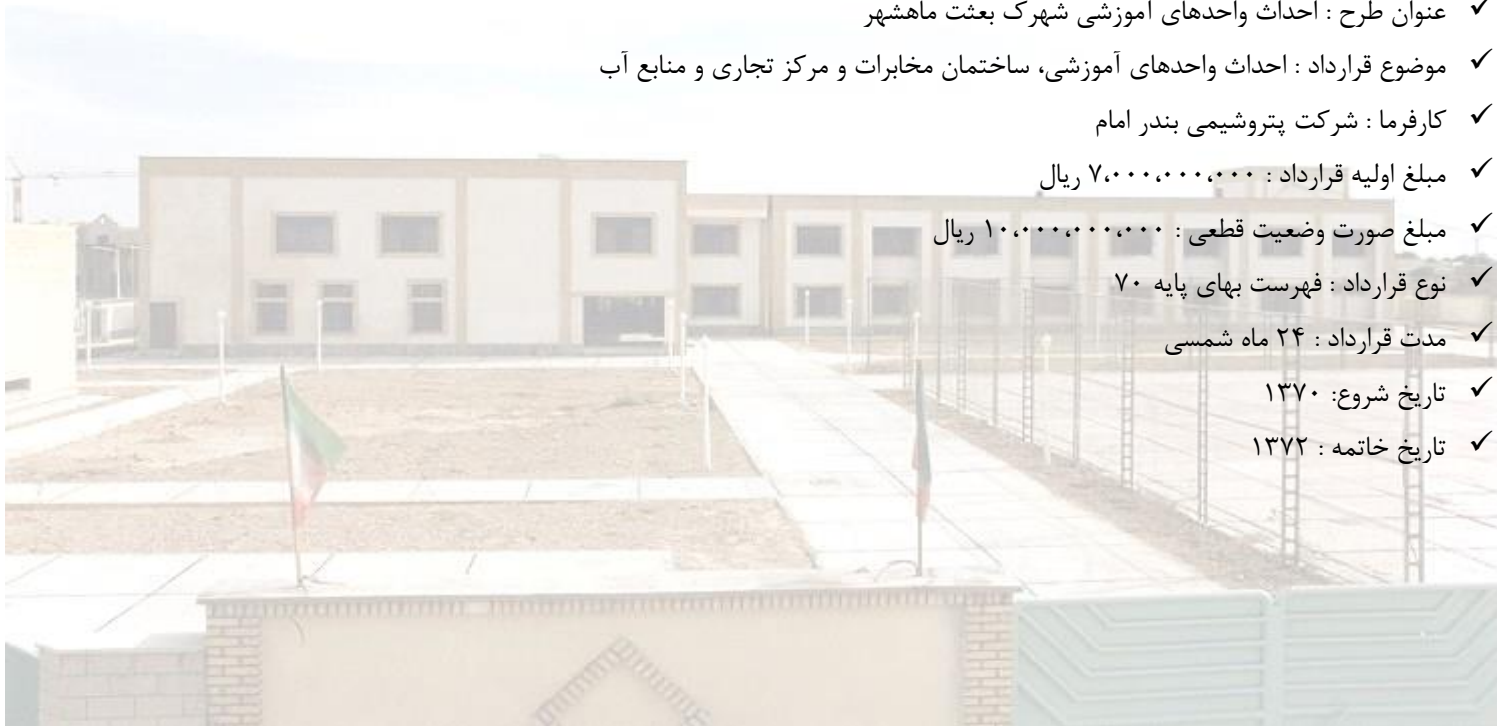 ✓ عنوان طرح : احداث واحدهای آموزشی شهرک بعثت ماهشهر
✓ موضوع قرارداد : احداث واحدهای آموزشی، ساختمان مخابرات و مرکز تجاری و منابع آب
✓ کارفرما : شرکت پتروشیمی بندر امام
✓ مبلغ اولیه قرارداد : ۷،۰۰۰،۰۰۰،۰۰۰ ریال
✓ مبلغ صورت وضعیت قطعی : ۱۰،۰۰۰،۰۰۰،۰۰۰ ریال
✓ نوع قرارداد : فهرست بهای پایه ۷۰
✓ مدت قرارداد : ۲۴ ماه شمسی
✓ تاریخ شروع: ۱۳۷۰
✓ تاریخ خاتمه : ۱۳۷۲